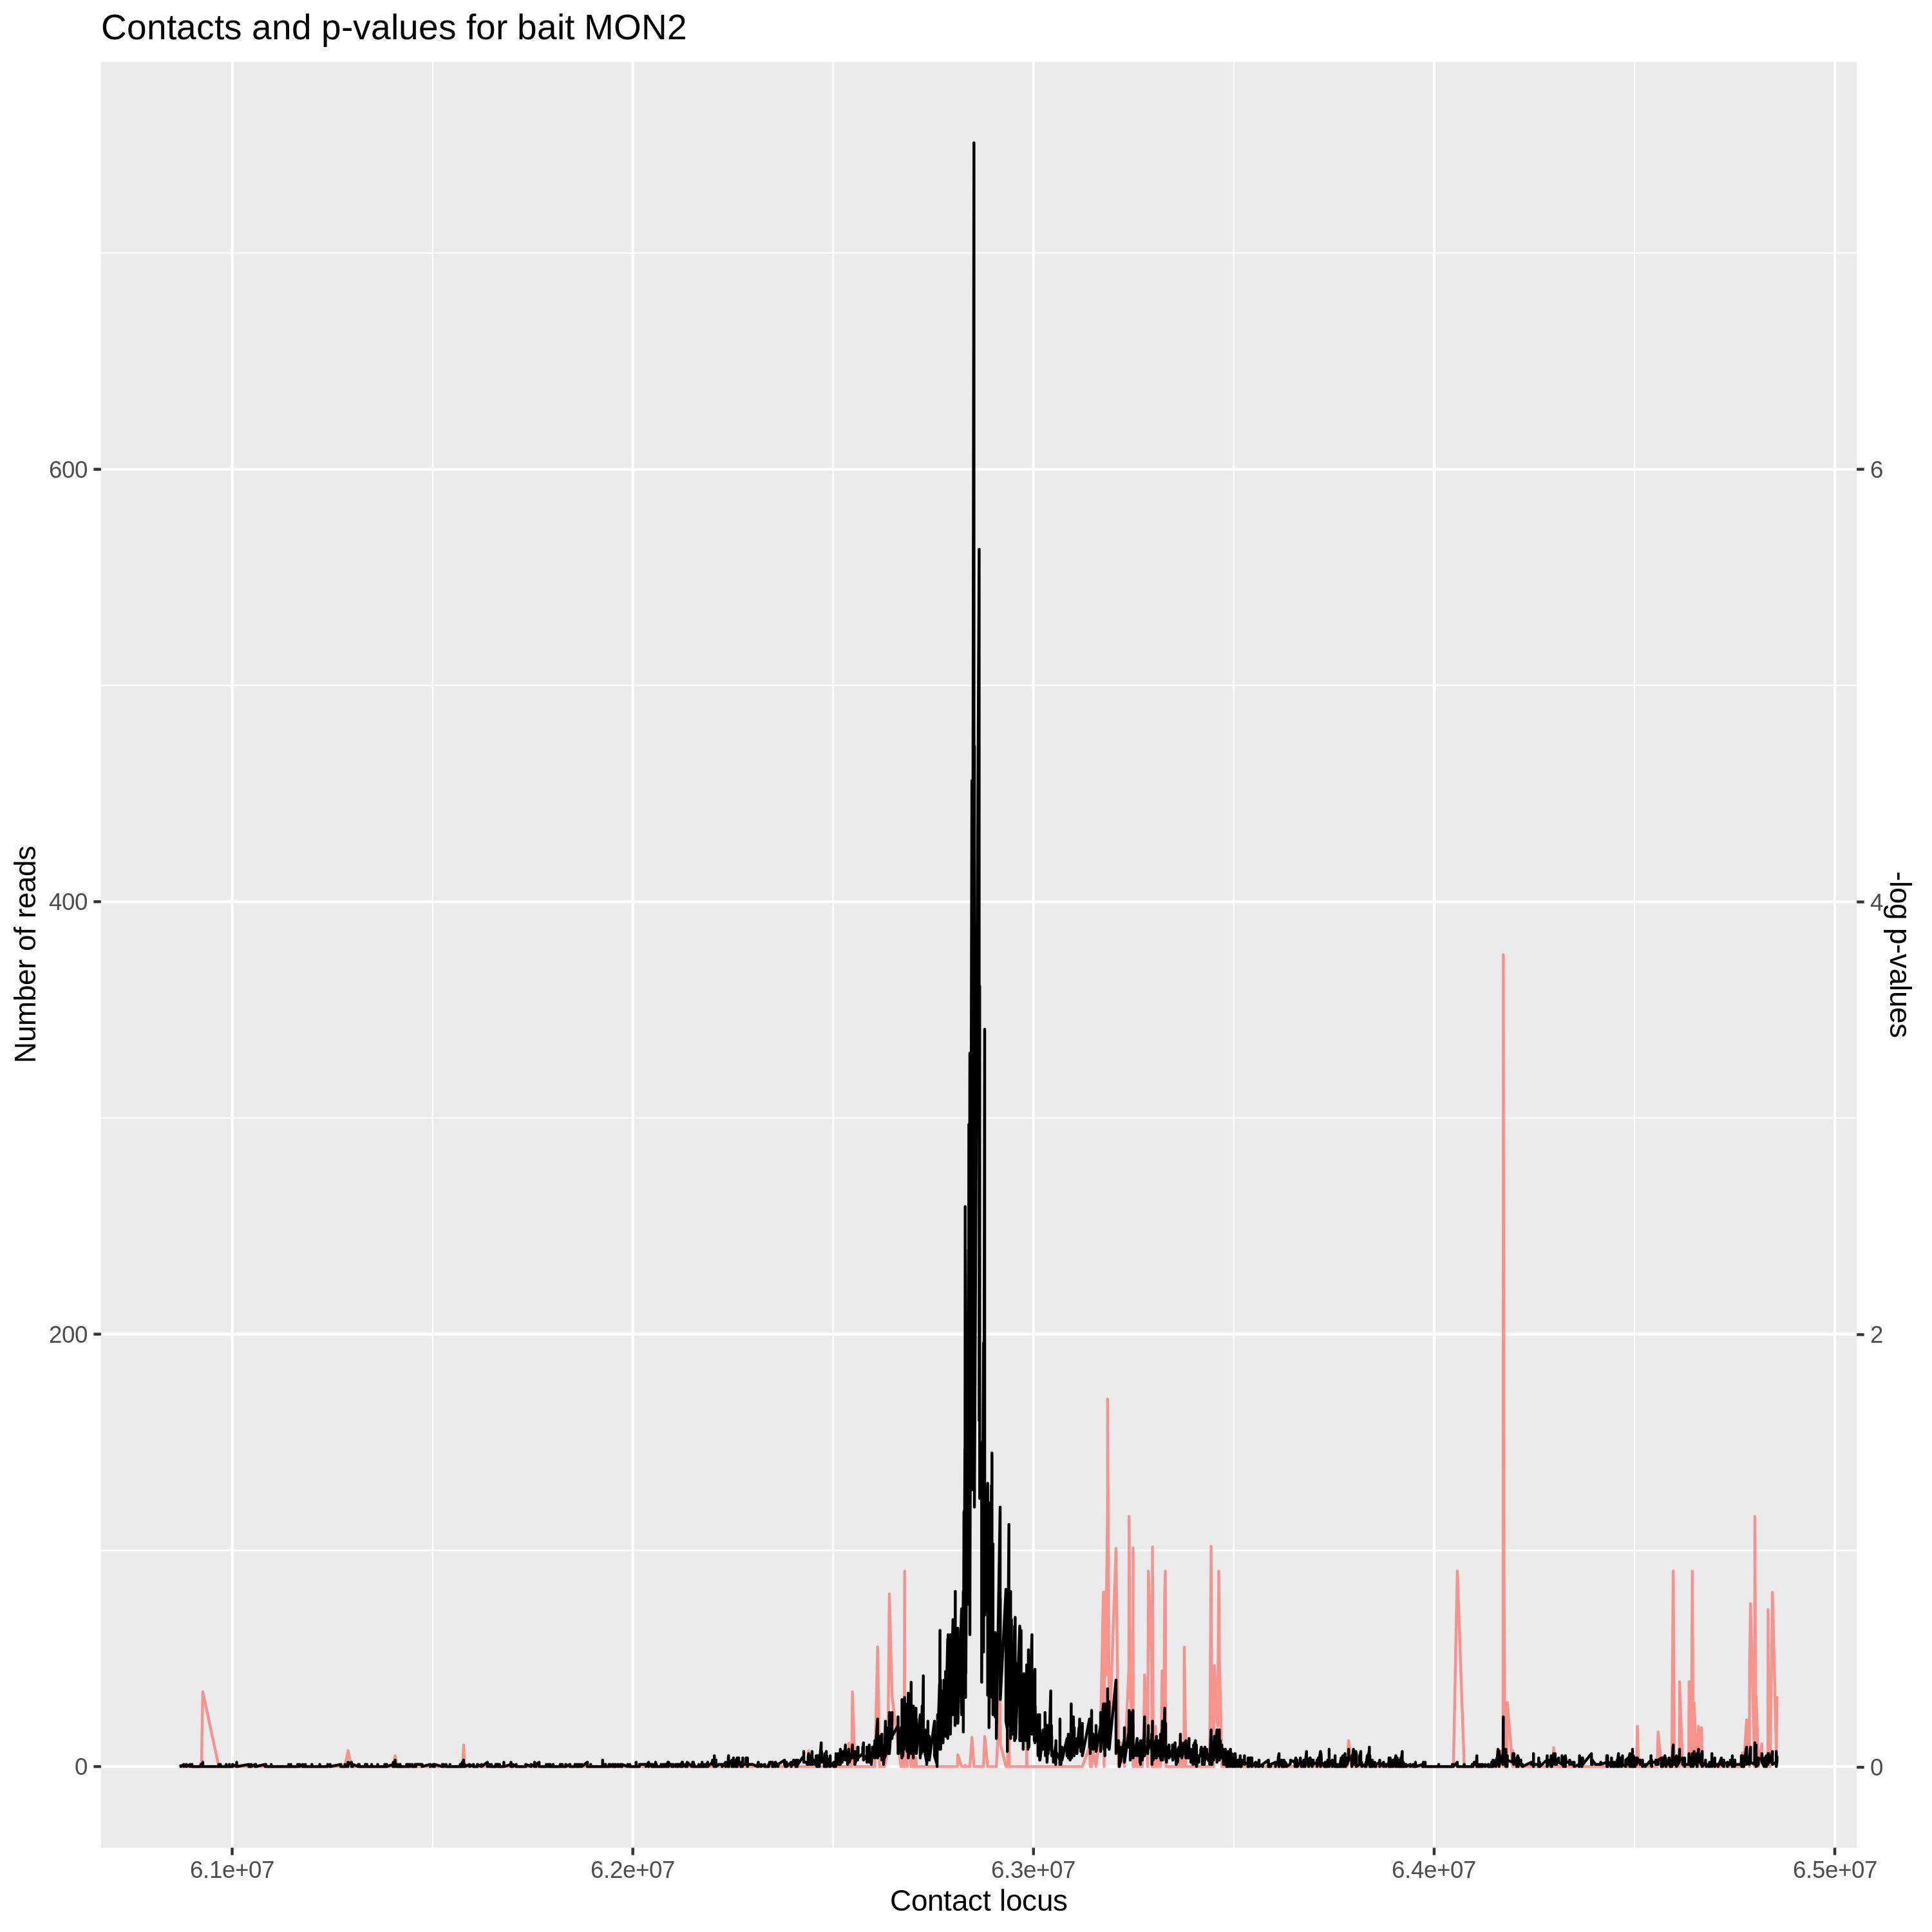 Contacts and p-values for bait MON2
Number of reads
600
400
200
0
6
4
2
0
-log p-values
6.1e+07
6.2e+07
6.3e+07
6.4e+07
6.5e+07
Contact locus